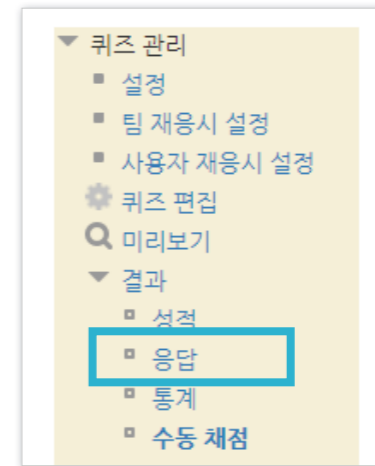 퀴즈 관리
설정
팀 재응시 설정
사용자 재응시 설정
퀴즈 편집
미리보기
결과
성적
응답
통계
수동 채점